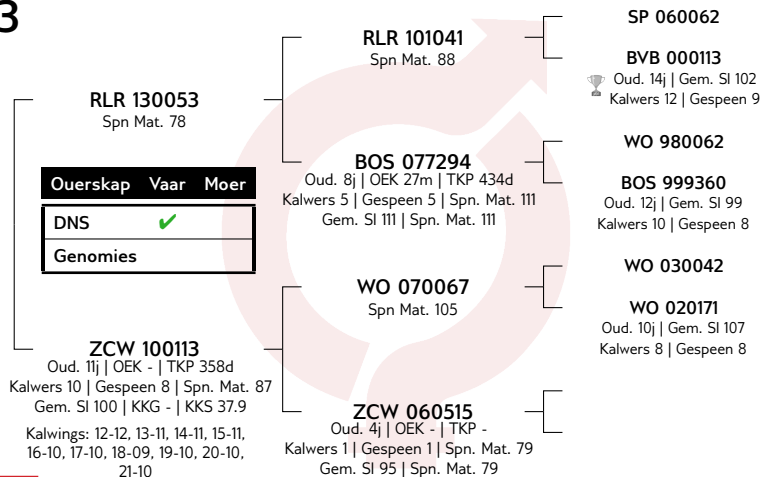 3
SP 060062
RLR 101041
Spn Mat. 88
BVB 000113
Oud. 14j | Gem. SI 102
Kalwers 12 | Gespeen 9
RLR 130053
Spn Mat. 78
WO 980062
BOS 077294
Oud. 8j | OEK 27m | TKP 434d
Kalwers 5 | Gespeen 5 | Spn. Mat. 111
Gem. SI 111 | Spn. Mat. 111
BOS 999360
Oud. 12j | Gem. SI 99
Kalwers 10 | Gespeen 8
Ouerskap Vaar Moer
DNS ✔
Genomies
WO 030042
WO 070067
Spn Mat. 105
WO 020171
Oud. 10j | Gem. SI 107
Kalwers 8 | Gespeen 8
ZCW 100113
Oud. 11j | OEK - | TKP 358d
Kalwers 10 | Gespeen 8 | Spn. Mat. 87
Gem. SI 100 | KKG - | KKS 37.9
Kalwings: 12-12, 13-11, 14-11, 15-11,
16-10, 17-10, 18-09, 19-10, 20-10,
21-10
ZCW 060515
Oud. 4j | OEK - | TKP -
Kalwers 1 | Gespeen 1 | Spn. Mat. 79
Gem. SI 95 | Spn. Mat. 79